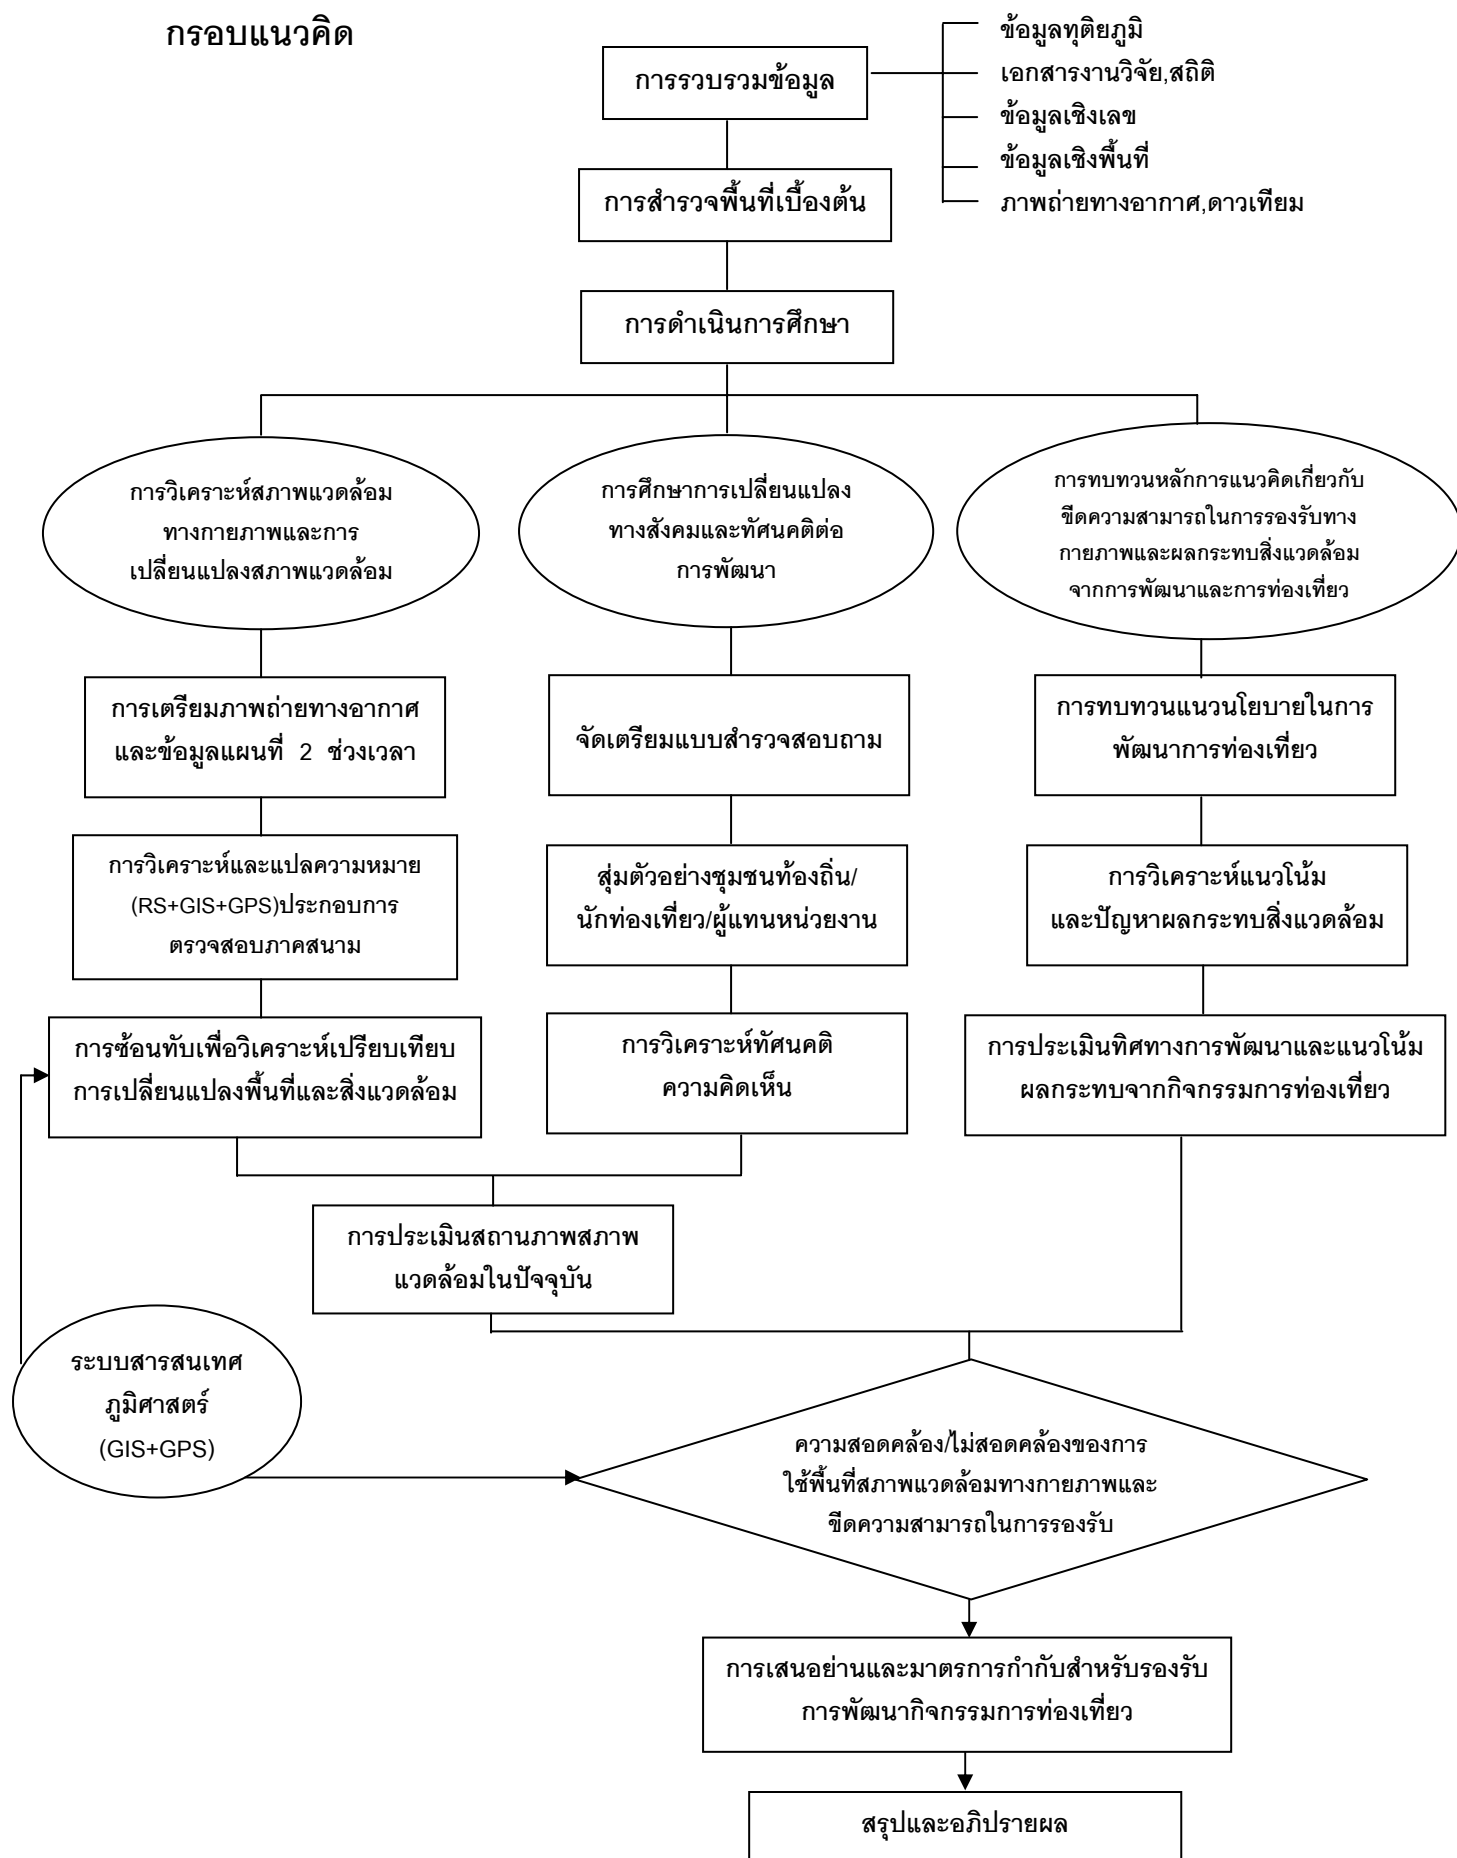 กรอบแนวคิด
การรวบรวมข้อมูล
ข้อมูลทุติยภูมิ
เอกสารงานวิจัย,สถิติ
ข้อมูลเชิงเลข
ข้อมูลเชิงพื้นที่
ภาพถ่ายทางอากาศ,ดาวเทียม
การสำรวจพื้นที่เบื้องต้น
การดำเนินการศึกษา
การวิเคราะห์สภาพแวดล้อม
ทางกายภาพและการ
เปลี่ยนแปลงสภาพแวดล้อม
การศึกษาการเปลี่ยนแปลง
ทางสังคมและทัศนคติต่อ
การพัฒนา
การทบทวนหลักการแนวคิดเกี่ยวกับ
ขีดความสามารถในการรองรับทาง
กายภาพและผลกระทบสิ่งแวดล้อม
จากการพัฒนาและการท่องเที่ยว
การเตรียมภาพถ่ายทางอากาศ
และข้อมูลแผนที่ 2 ช่วงเวลา
จัดเตรียมแบบสำรวจสอบถาม
การทบทวนแนวนโยบายในการ
พัฒนาการท่องเที่ยว
การวิเคราะห์และแปลความหมาย
(RS+GIS+GPS)ประกอบการ
ตรวจสอบภาคสนาม
สุ่มตัวอย่างชุมชนท้องถิ่น/
นักท่องเที่ยว/ผู้แทนหน่วยงาน
การวิเคราะห์แนวโน้ม
และปัญหาผลกระทบสิ่งแวดล้อม
การซ้อนทับเพื่อวิเคราะห์เปรียบเทียบ
การเปลี่ยนแปลงพื้นที่และสิ่งแวดล้อม
การวิเคราะห์ทัศนคติ
ความคิดเห็น
การประเมินทิศทางการพัฒนาและแนวโน้ม
ผลกระทบจากกิจกรรมการท่องเที่ยว
การประเมินสถานภาพสภาพ
แวดล้อมในปัจจุบัน
ระบบสารสนเทศ
ภูมิศาสตร์
(GIS+GPS)
ความสอดคล้อง/ไม่สอดคล้องของการ
ใช้พื้นที่สภาพแวดล้อมทางกายภาพและ
ขีดความสามารถในการรองรับ
การเสนอย่านและมาตรการกำกับสำหรับรองรับ
การพัฒนากิจกรรมการท่องเที่ยว
สรุปและอภิปรายผล